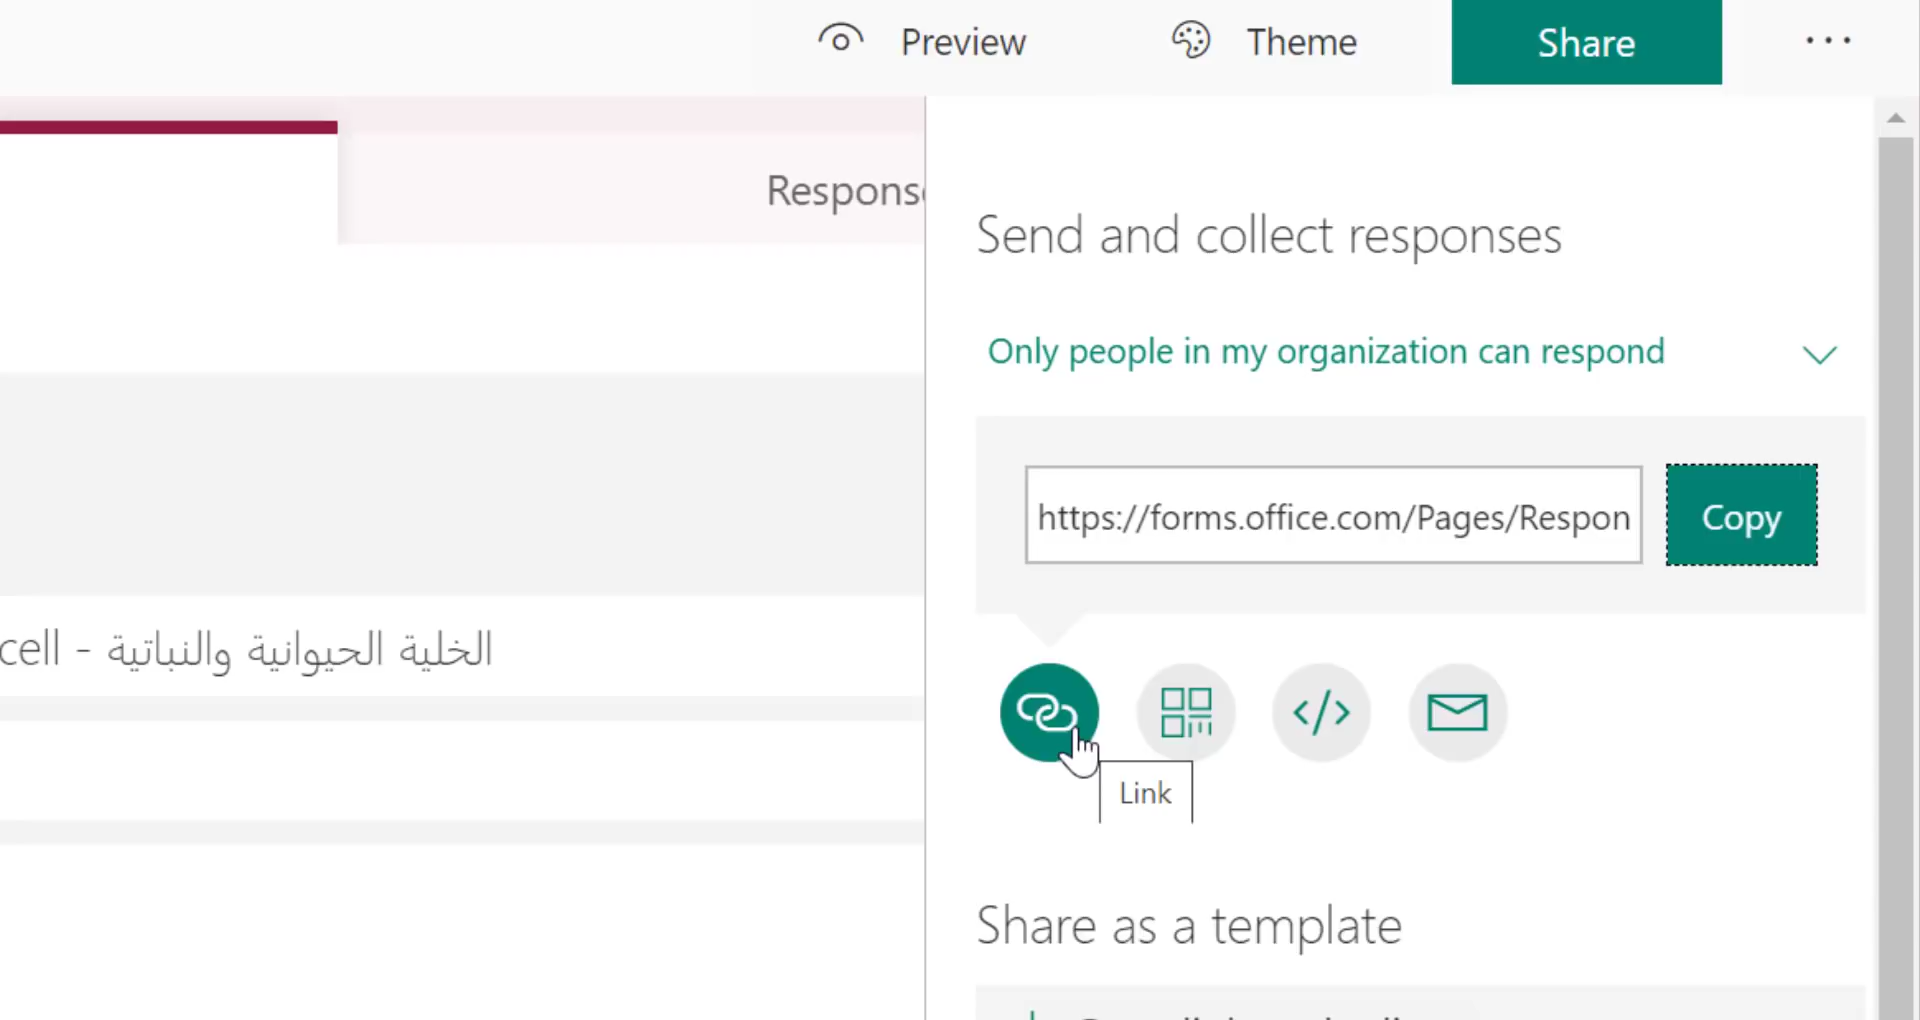 Preview
Theme
Share
Send and collect responses
Only people in my organization can respond
https://forms.office.com/Pages/Respon
Copy
cell - الخلية الحيوانية والنباتية
Link
Share as a template